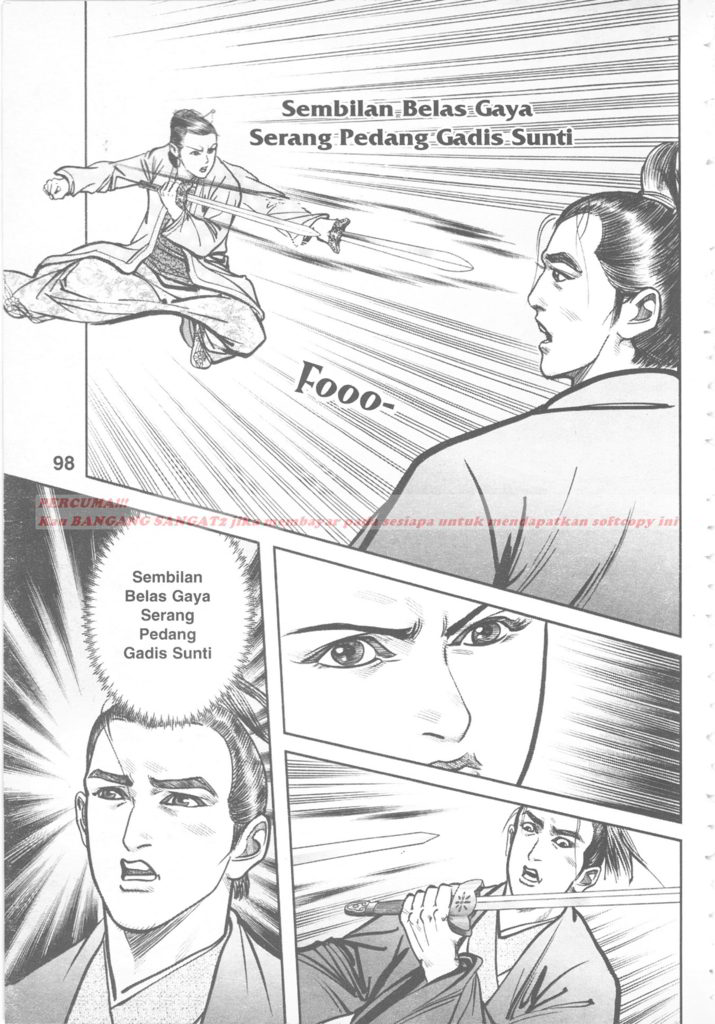 Sembilan Belas Gaya
Serang Pedang Gadis Sunti
Fooo-
98
PERCUMA!!!
Kau BANGANG SANGAT2 jika membayar pada sesiapa untuk mendapatkan softcopy ini
Sembilan
Belas Gaya
Serang
Pedang
Gadis Sunti